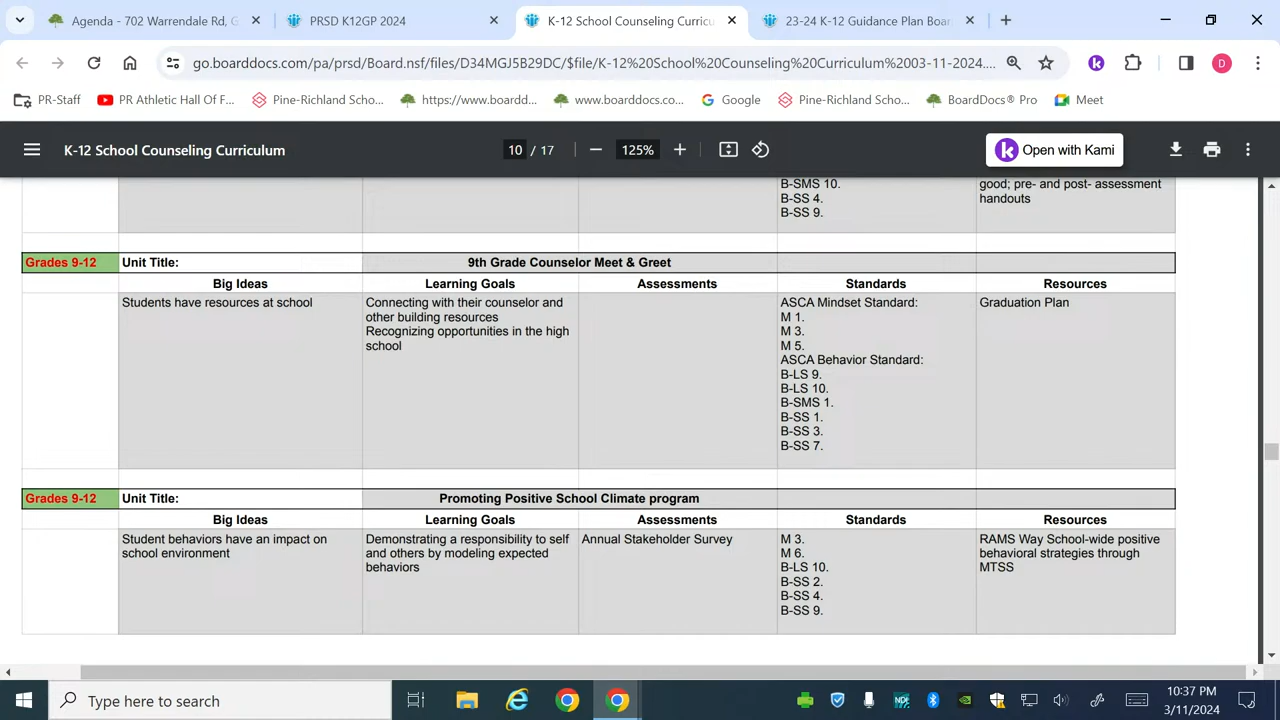 Agenda - 702 Warrendale Rd, G
PRSD K12GP 2024
K-12 School Counseling Curricu
23-24 K-12 Guidance Plan Boar
go.boarddocs.com/pa/prsd/Board.nsf/files/D34MGJ5B29DC/$file/K-12%20School%20Counseling%20Curriculum%2003-11-2024....
D
PR-Staff
PR Athletic Hall Of F...
Pine-Richland Scho...
https://www.boardd...
www.boarddocs.co...
Google
Pine-Richland Scho...
BoardDocs® Pro
Meet
K-12 School Counseling Curriculum
10 / 17
125%
Open with Kami
B-SMS 10.
B-SS 4.
B-SS 9.
good; pre- and post- assessment
handouts
Grades 9-12
Unit Title:
9th Grade Counselor Meet & Greet
Big Ideas
Learning Goals
Assessments
Standards
Resources
Students have resources at school
Connecting with their counselor and
other building resources
Recognizing opportunities in the high
school
ASCA Mindset Standard:
M 1.
M 3.
M 5.
ASCA Behavior Standard:
B-LS 9.
B-LS 10.
B-SMS 1.
B-SS 1.
B-SS 3.
B-SS 7.
Graduation Plan
Grades 9-12
Unit Title:
Promoting Positive School Climate program
Big Ideas
Learning Goals
Assessments
Standards
Resources
Student behaviors have an impact on
school environment
Demonstrating a responsibility to self
and others by modeling expected
behaviors
Annual Stakeholder Survey
M 3.
M 6.
B-LS 10.
B-SS 2.
B-SS 4.
B-SS 9.
RAMS Way School-wide positive
behavioral strategies through
MTSS
Type here to search
10:37 PM
3/11/2024